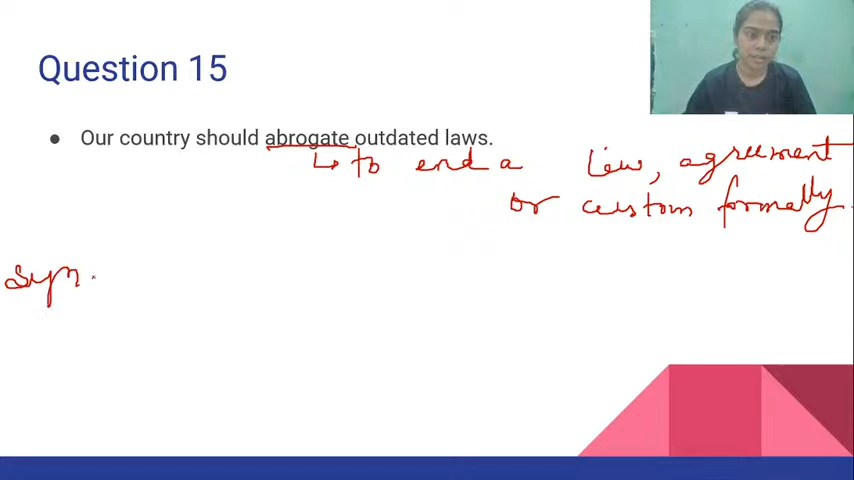 Question 15
● Our country should abrogate outdated laws.
↳ to end a law, agreement
or custom formally.
Syn.